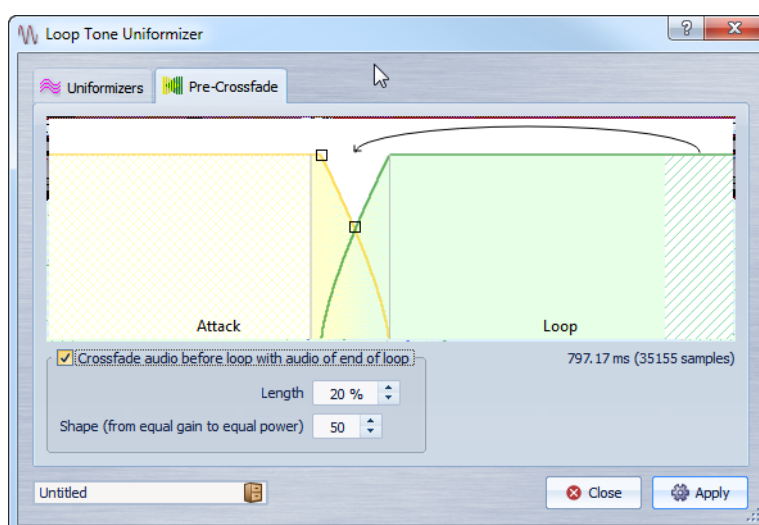 Loop Tone Uniformizer
Uniformizers
Pre-Crossfade
Attack
Loop
Crossfade audio before loop with audio of end of loop
797.17 ms (35155 samples)
Length
20 %
Shape (from equal gain to equal power)
50
Untitled
Close
Apply